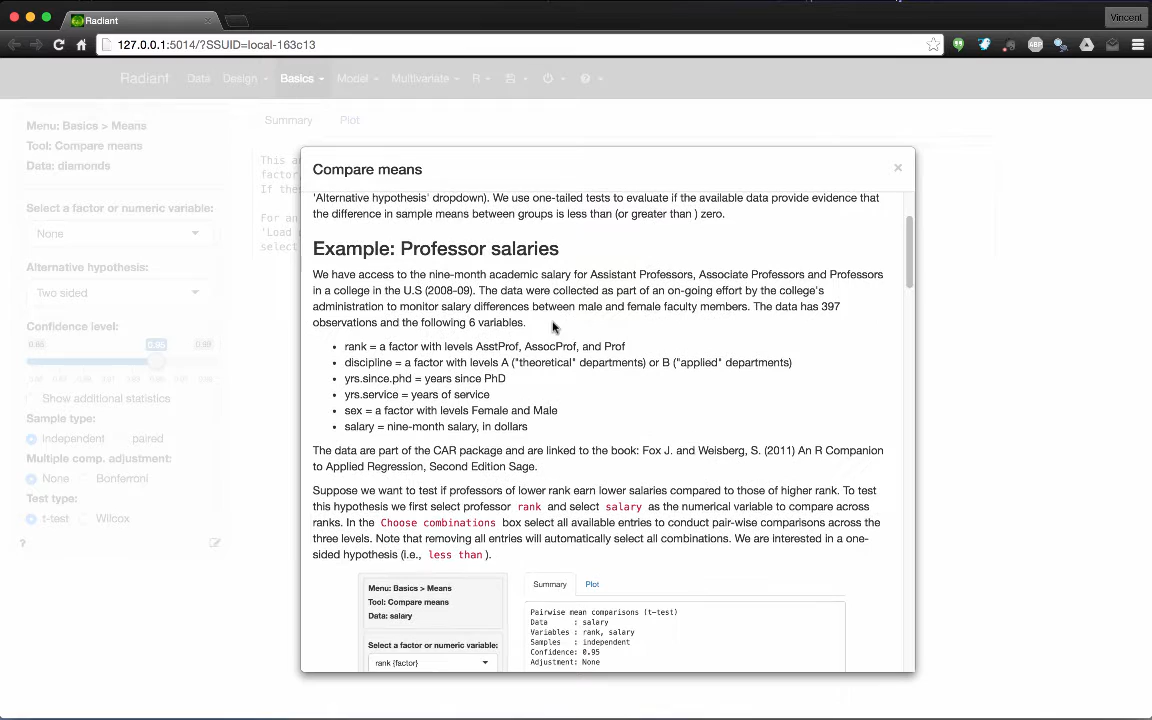 Radiant
Vincent
127.0.0.1:5014/?SSUID=local-163c13
ABP
Radiant Data Design Basics Model Multivariate R
Menu: Basics > Means
Tool: Compare means
Data: diamonds
Select a factor or numeric variable:
None
Alternative hypothesis:
Two sided
Confidence level:
0.85 0.95 0.99
Show additional statistics
Sample type:
independent paired
Multiple comp. adjustment:
None Bonferroni
Test type:
t-test Wilcox
?
Summary Plot
This an
factor
If thes
For an
'Load
select
Compare means ×
'Alternative hypothesis' dropdown). We use one-tailed tests to evaluate if the available data provide evidence that
the difference in sample means between groups is less than (or greater than ) zero.
Example: Professor salaries
We have access to the nine-month academic salary for Assistant Professors, Associate Professors and Professors
in a college in the U.S (2008-09). The data were collected as part of an on-going effort by the college's
administration to monitor salary differences between male and female faculty members. The data has 397
observations and the following 6 variables.
• rank = a factor with levels AsstProf, AssocProf, and Prof
• discipline = a factor with levels A ("theoretical" departments) or B ("applied" departments)
• yrs.since.phd = years since PhD
• yrs.service = years of service
• sex = a factor with levels Female and Male
• salary = nine-month salary, in dollars
The data are part of the CAR package and are linked to the book: Fox J. and Weisberg, S. (2011) An R Companion
to Applied Regression, Second Edition Sage.
Suppose we want to test if professors of lower rank earn lower salaries compared to those of higher rank. To test
this hypothesis we first select professor rank and select salary as the numerical variable to compare across
ranks. In the Choose combinations box select all available entries to conduct pair-wise comparisons across the
three levels. Note that removing all entries will automatically select all combinations. We are interested in a one-
sided hypothesis (i.e., less than ).
Menu: Basics > Means
Tool: Compare means
Data: salary
Select a factor or numeric variable:
rank {factor}
Summary Plot
Pairwise mean comparisons (t-test)
Data : salary
Variables : rank, salary
Samples : independent
Confidence: 0.95
Adjustment: None